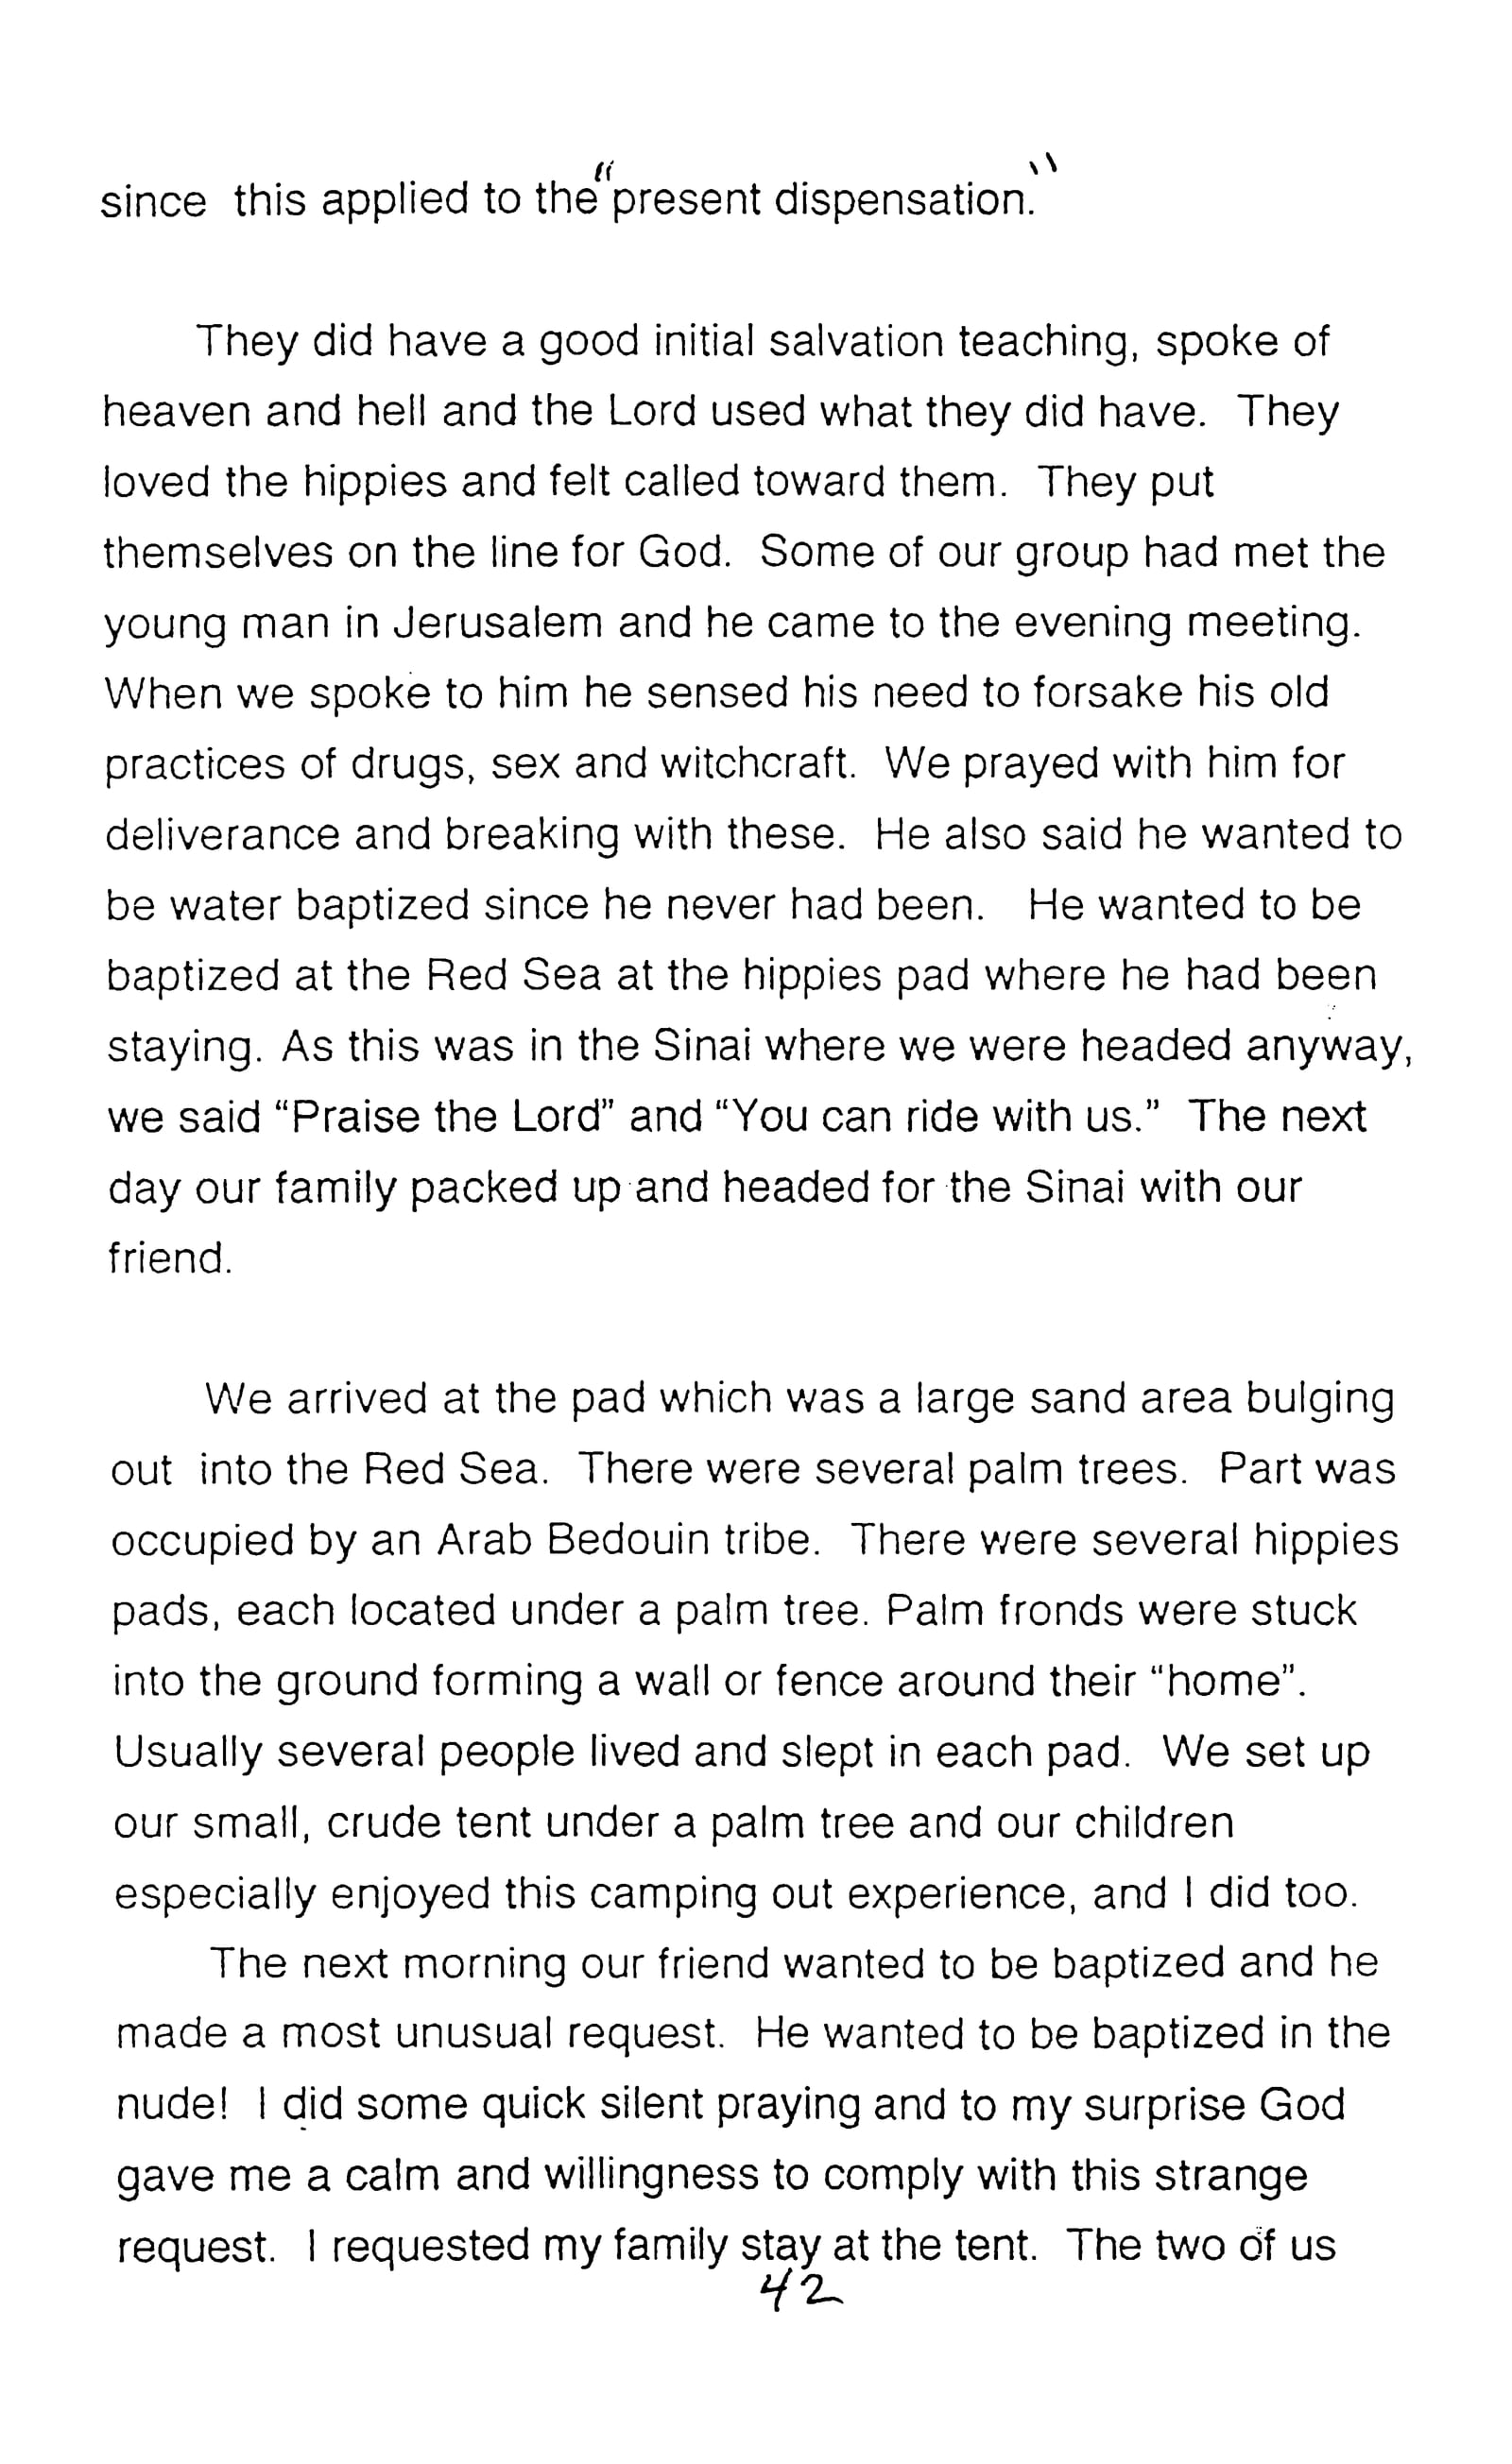 since this applied to the "present dispensation."
They did have a good initial salvation teaching, spoke of
heaven and hell and the Lord used what they did have. They
loved the hippies and felt called toward them. They put
themselves on the line for God. Some of our group had met the
young man in Jerusalem and he came to the evening meeting.
When we spoke to him he sensed his need to forsake his old
practices of drugs, sex and witchcraft. We prayed with him for
deliverance and breaking with these. He also said he wanted to
be water baptized since he never had been. He wanted to be
baptized at the Red Sea at the hippies pad where he had been
staying. As this was in the Sinai where we were headed anyway,
we said “Praise the Lord” and “You can ride with us.” The next
day our family packed up and headed for the Sinai with our
friend.
We arrived at the pad which was a large sand area bulging
out into the Red Sea. There were several palm trees. Part was
occupied by an Arab Bedouin tribe. There were several hippies
pads, each located under a palm tree. Palm fronds were stuck
into the ground forming a wall or fence around their “home”.
Usually several people lived and slept in each pad. We set up
our small, crude tent under a palm tree and our children
especially enjoyed this camping out experience, and I did too.
The next morning our friend wanted to be baptized and he
made a most unusual request. He wanted to be baptized in the
nude! I did some quick silent praying and to my surprise God
gave me a calm and willingness to comply with this strange
request. I requested my family stay at the tent. The two of us
42